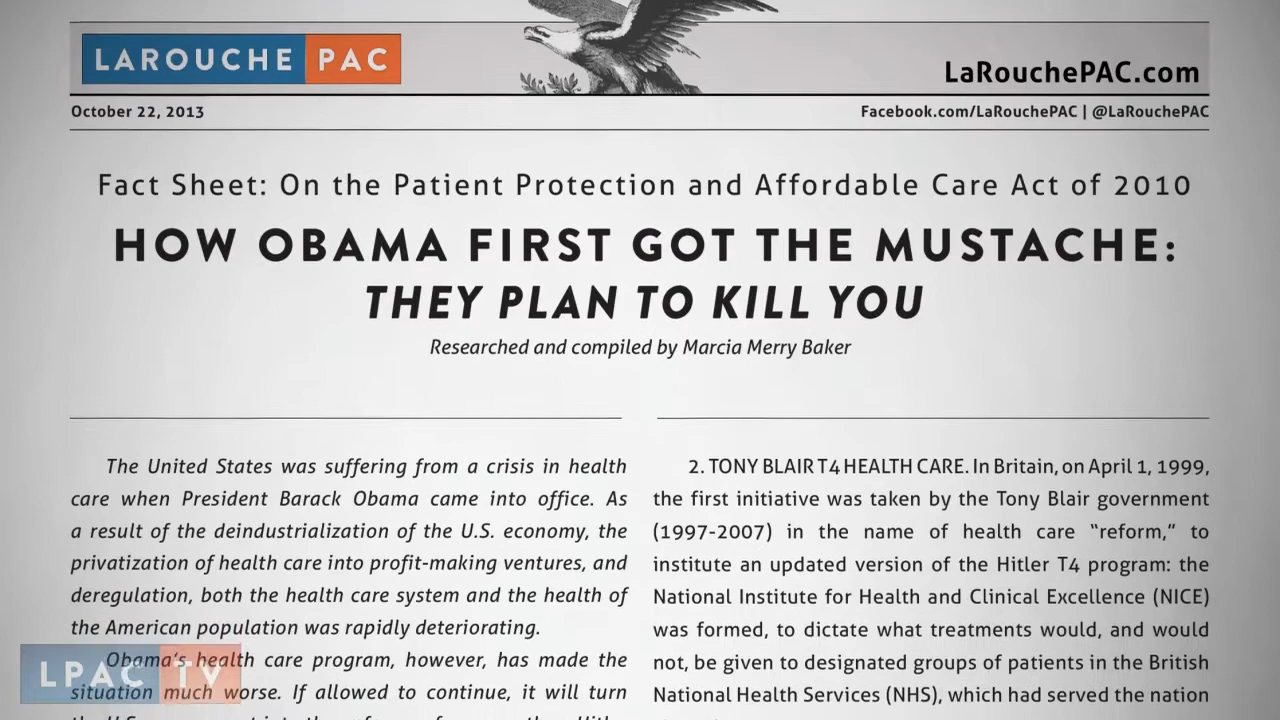 LAROUCHE PAC
LaRouchePAC.com
October 22, 2013
Facebook.com/LaRouchePAC | @LaRouchePAC
Fact Sheet: On the Patient Protection and Affordable Care Act of 2010
HOW OBAMA FIRST GOT THE MUSTACHE:
THEY PLAN TO KILL YOU
Researched and compiled by Marcia Merry Baker
The United States was suffering from a crisis in health
care when President Barack Obama came into office. As
a result of the deindustrialization of the U.S. economy, the
privatization of health care into profit-making ventures, and
deregulation, both the health care system and the health of
the American population was rapidly deteriorating.
Obama's health care program, however, has made the
situation much worse. If allowed to continue, it will turn
2. TONY BLAIR T4 HEALTH CARE. In Britain, on April 1, 1999,
the first initiative was taken by the Tony Blair government
(1997-2007) in the name of health care “reform,” to
institute an updated version of the Hitler T4 program: the
National Institute for Health and Clinical Excellence (NICE)
was formed, to dictate what treatments would, and would
not, be given to designated groups of patients in the British
National Health Services (NHS), which had served the nation
LPAC TV